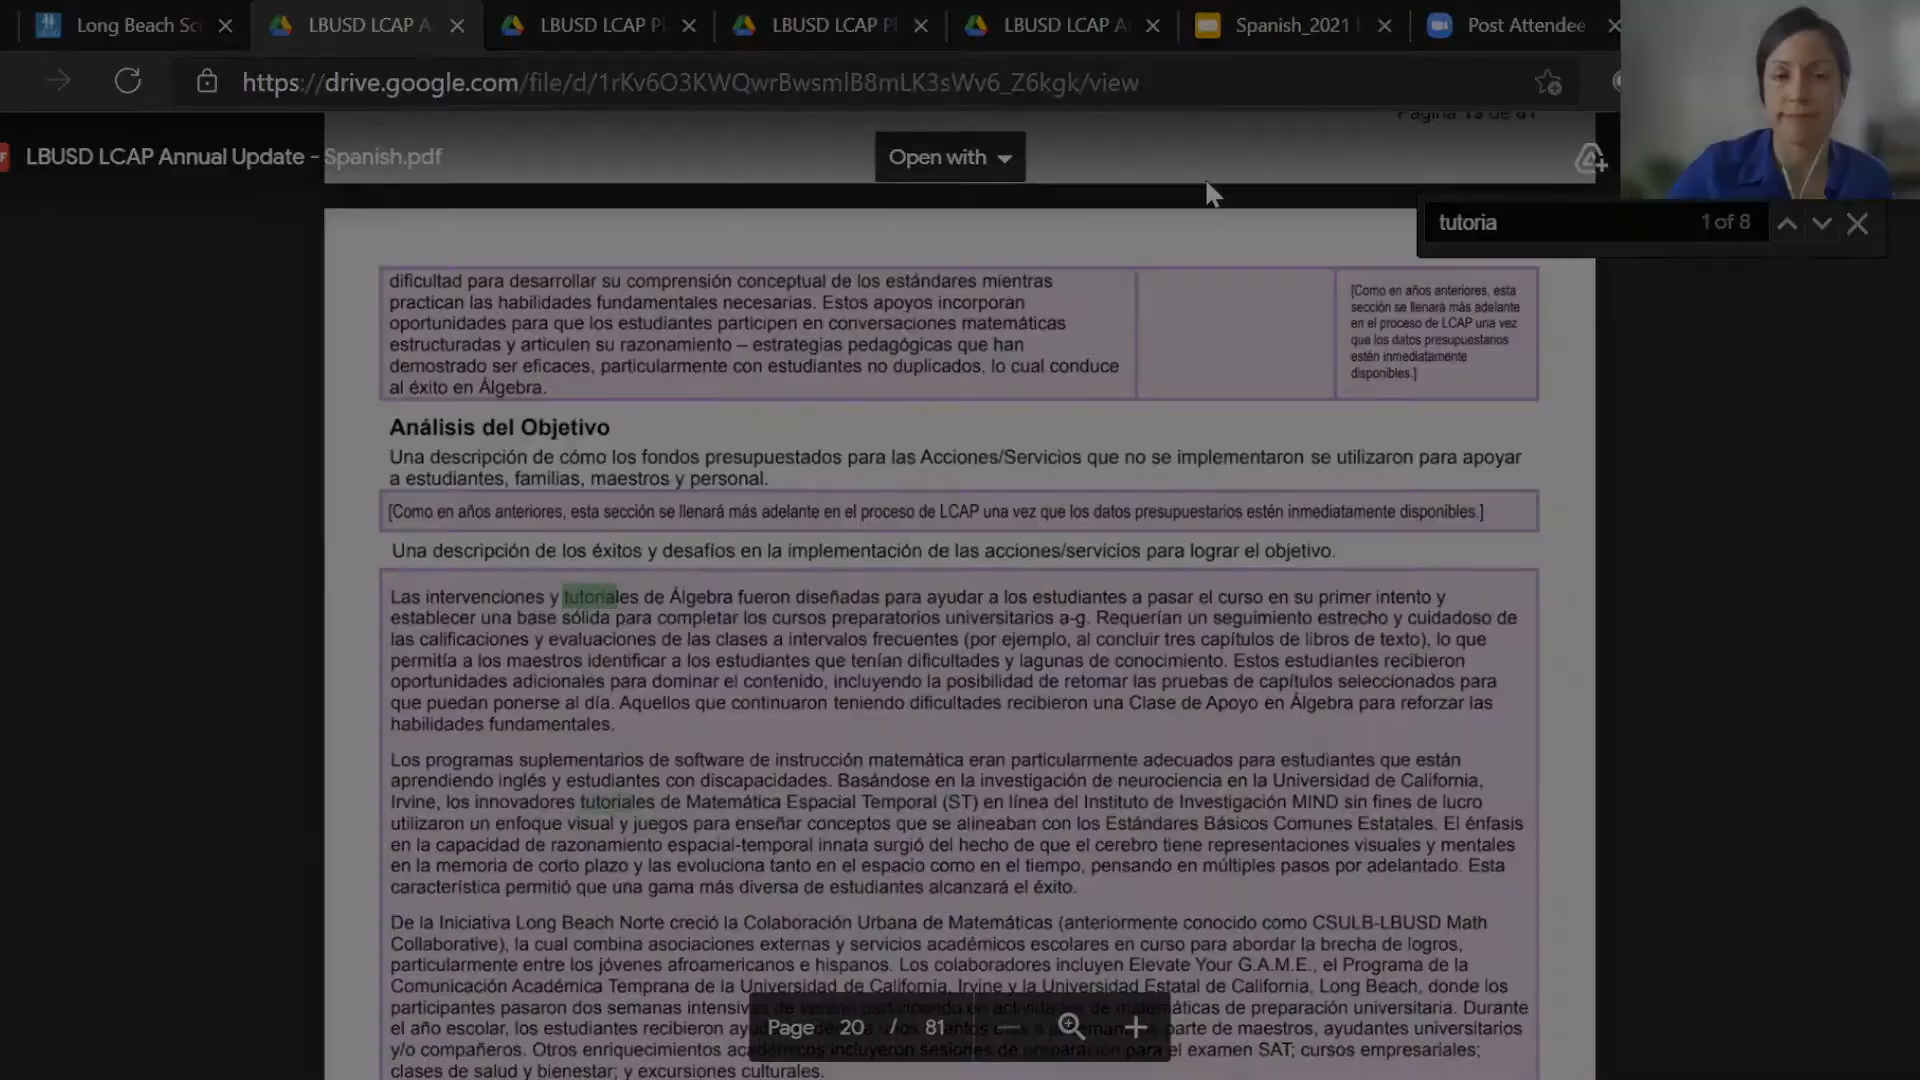 Long Beach Sc
LBUSD LCAP A
LBUSD LCAP P
LBUSD LCAP P
LBUSD LCAP A
Spanish_2021
Post Attendee
https://drive.google.com/file/d/1rKv6O3KWQwrBwsmlB8mLK3sWv6_Z6kgk/view
LBUSD LCAP Annual Update - Spanish.pdf
Open with
tutoria
1 of 8
dificultad para desarrollar su comprensión conceptual de los estándares mientras
practican las habilidades fundamentales necesarias. Estos apoyos incorporan
oportunidades para que los estudiantes participen en conversaciones matemáticas
estructuradas y articulen su razonamiento – estrategias pedagógicas que han
demostrado ser eficaces, particularmente con estudiantes no duplicados, lo cual conduce
al éxito en Álgebra.
[Como en años anteriores, esta
sección se llenará más adelante
en el proceso de LCAP una vez
que los datos presupuestarios
estén inmediatamente
disponibles.]
Análisis del Objetivo
Una descripción de cómo los fondos presupuestados para las Acciones/Servicios que no se implementaron se utilizaron para apoyar
a estudiantes, familias, maestros y personal.
[Como en años anteriores, esta sección se llenará más adelante en el proceso de LCAP una vez que los datos presupuestarios estén inmediatamente disponibles.]
Una descripción de los éxitos y desafíos en la implementación de las acciones/servicios para lograr el objetivo.
Las intervenciones y tutoriales de Álgebra fueron diseñadas para ayudar a los estudiantes a pasar el curso en su primer intento y
establecer una base sólida para completar los cursos preparatorios universitarios a-g. Requerían un seguimiento estrecho y cuidadoso de
las calificaciones y evaluaciones de las clases a intervalos frecuentes (por ejemplo, al concluir tres capítulos de libros de texto), lo que
permitía a los maestros identificar a los estudiantes que tenían dificultades y lagunas de conocimiento. Estos estudiantes recibieron
oportunidades adicionales para dominar el contenido, incluyendo la posibilidad de retomar las pruebas de capítulos seleccionados para
que puedan ponerse al día. Aquellos que continuaron teniendo dificultades recibieron una Clase de Apoyo en Álgebra para reforzar las
habilidades fundamentales.
Los programas suplementarios de software de instrucción matemática eran particularmente adecuados para estudiantes que están
aprendiendo inglés y estudiantes con discapacidades. Basándose en la investigación de neurociencia en la Universidad de California,
Irvine, los innovadores tutoriales de Matemática Espacial Temporal (ST) en línea del Instituto de Investigación MIND sin fines de lucro
utilizaron un enfoque visual y juegos para enseñar conceptos que se alineaban con los Estándares Básicos Comunes Estatales. El énfasis
en la capacidad de razonamiento espacial-temporal innata surgió del hecho de que el cerebro tiene representaciones visuales y mentales
en la memoria de corto plazo y las evoluciona tanto en el espacio como en el tiempo, pensando en múltiples pasos por adelantado. Esta
característica permitió que una gama más diversa de estudiantes alcanzará el éxito.
De la Iniciativa Long Beach Norte creció la Colaboración Urbana de Matemáticas (anteriormente conocido como CSULB-LBUSD Math
Collaborative), la cual combina asociaciones externas y servicios académicos escolares en curso para abordar la brecha de logros,
particularmente entre los jóvenes afroamericanos e hispanos. Los colaboradores incluyen Elevate Your G.A.M.E., el Programa de la
Comunicación Académica Temprana de la Universidad de California, Irvine y la Universidad Estatal de California, Long Beach, donde los
participantes pasaron dos semanas intensivas de verano participando en actividades de matemáticas de preparación universitaria. Durante
el año escolar, los estudiantes recibieron parte de maestros, ayudantes universitarios
y/o compañeros. Otros enriquecimientos académicos incluyeron sesiones de preparación para el examen SAT; cursos empresariales;
clases de salud y bienestar; y excursiones culturales.
Page 20 / 81